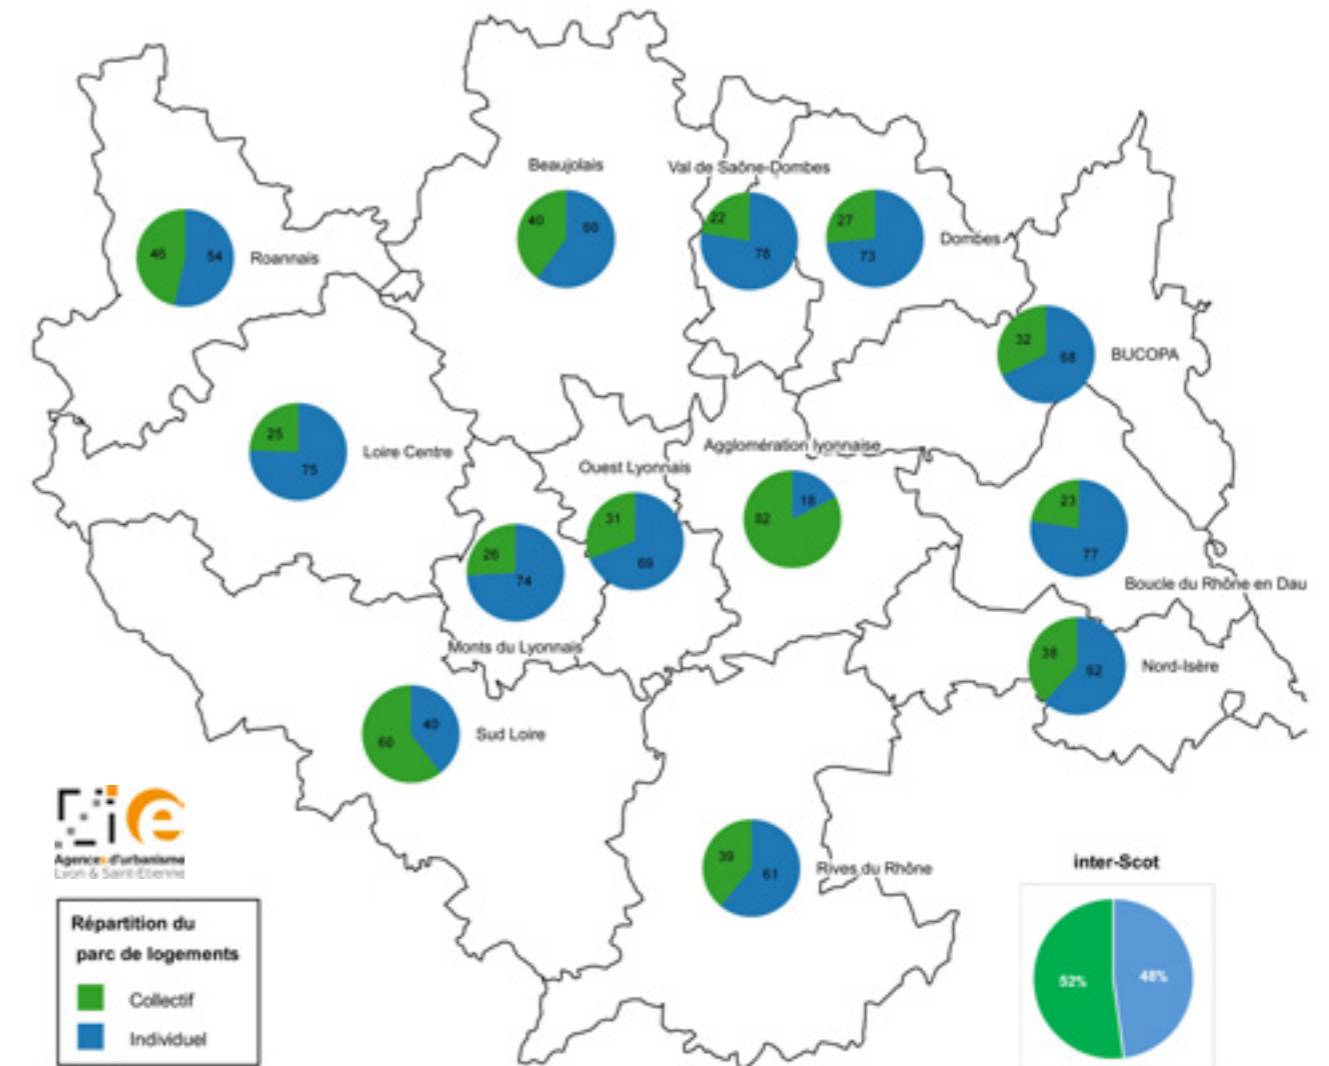 Beaujolais
40
60
Val de Saône-Dombes
22
78
27
73
Dombes
46
54
Roannais
32
68
BUCOPA
25
75
Loire Centre
Agglomération lyonnaise
18
82
Ouest Lyonnais
31
69
23
77
Boucle du Rhône en Dau
26
74
Monts du Lyonnais
38
62
Nord-Isère
40
60
Sud Loire
39
61
Rives du Rhône
Agences d'urbanisme
Lyon & Saint-Etienne
Répartition du
parc de logements
Collectif
Individuel
inter-Scot
52%
48%